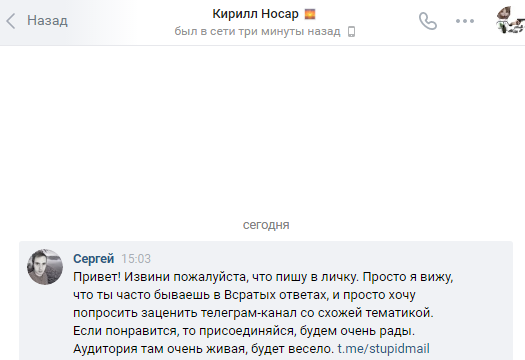 Назад
Кирилл Носар
был в сети три минуты назад
сегодня
Сергей 15:03
Привет! Извини пожалуйста, что пишу в личку. Просто я вижу,
что ты часто бываешь в Всратых ответах, и просто хочу
попросить заценить телеграм-канал со схожей тематикой.
Если понравится, то присоединяйся, будем очень рады.
Аудитория там очень живая, будет весело. t.me/stupidmail